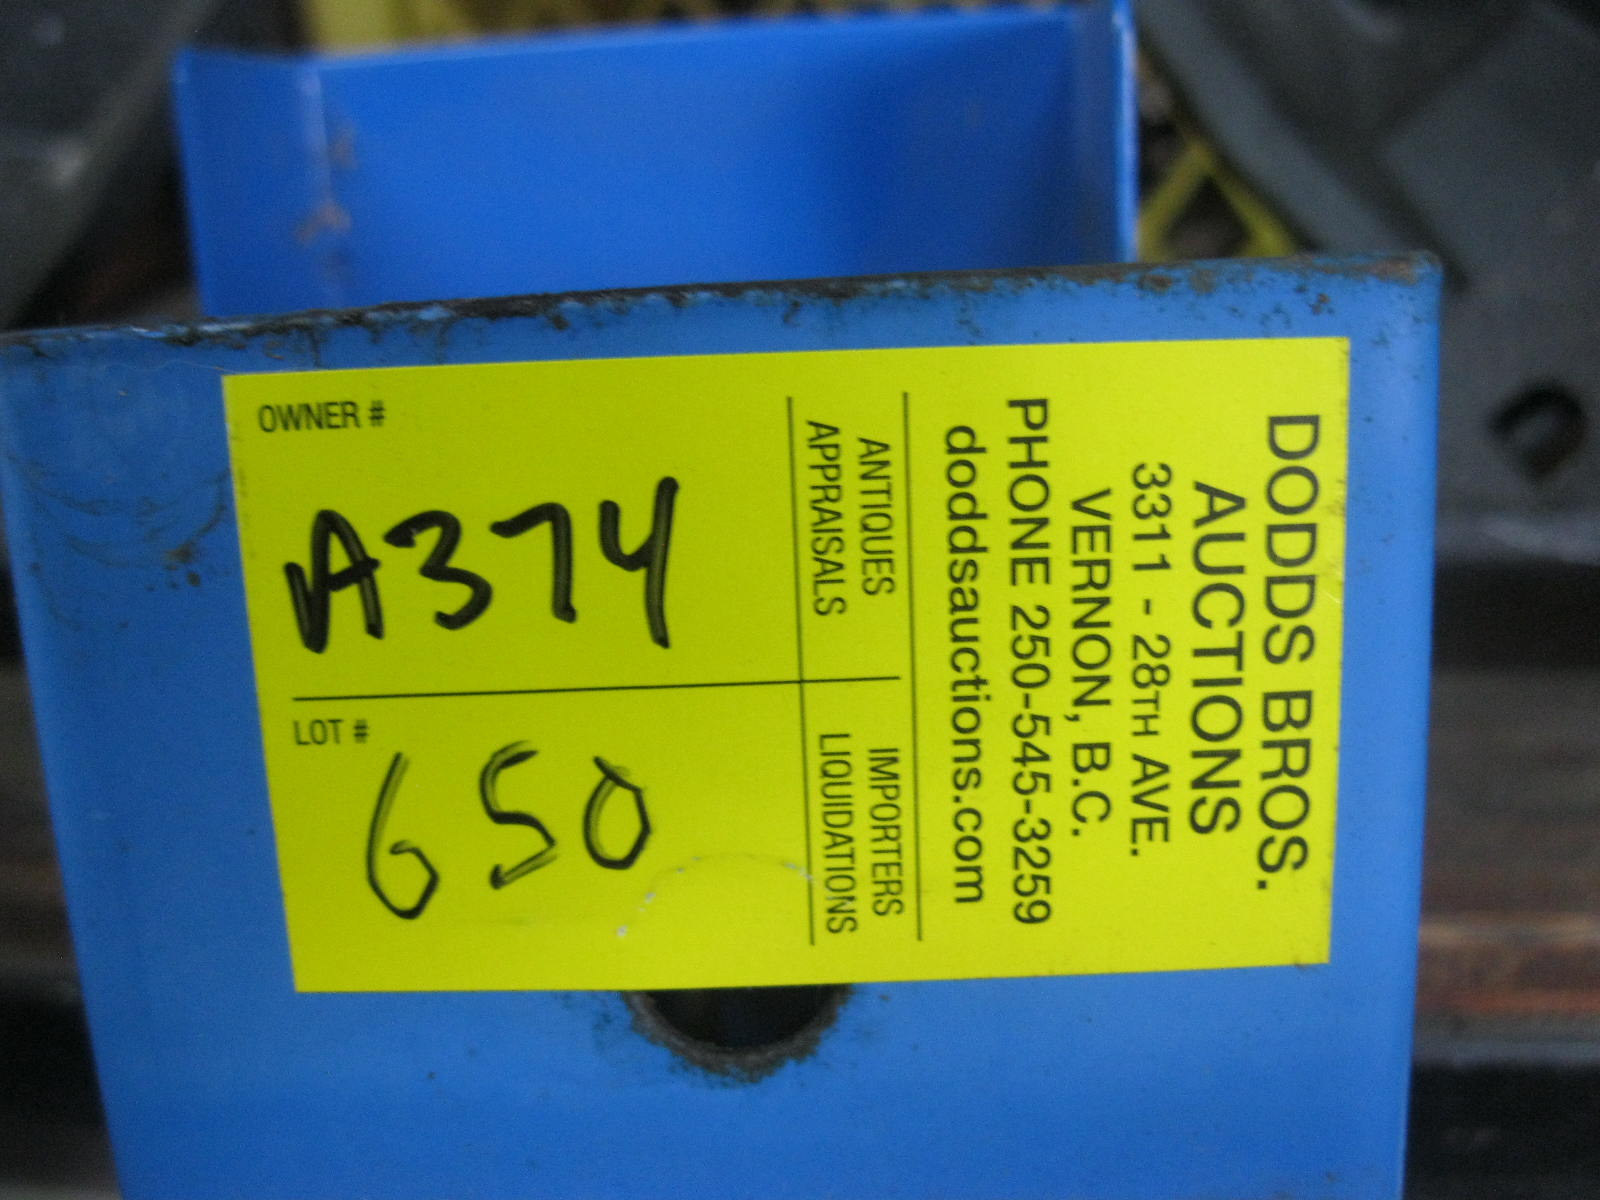 DODDS BROS.
AUCTIONS
3311 - 28TH AVE.
VERNON, B.C.
PHONE 250-545-3259
doddsauctions.com
ANTIQUES
APPRAISALS
IMPORTERS
LIQUIDATIONS
OWNER #
A374
LOT #
650